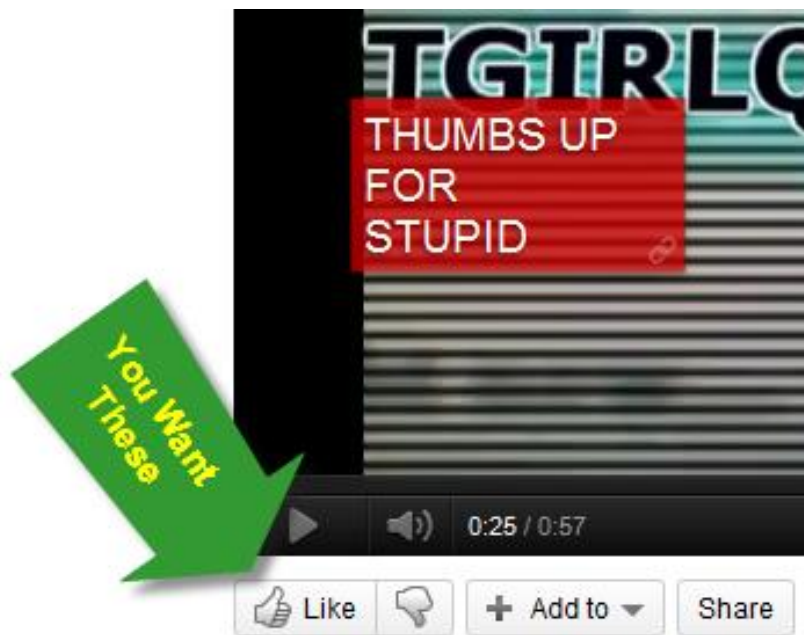 TGIRLQ
THUMBS UP
FOR
STUPID
You Want
These
0:25 / 0:57
Like
Add to
Share